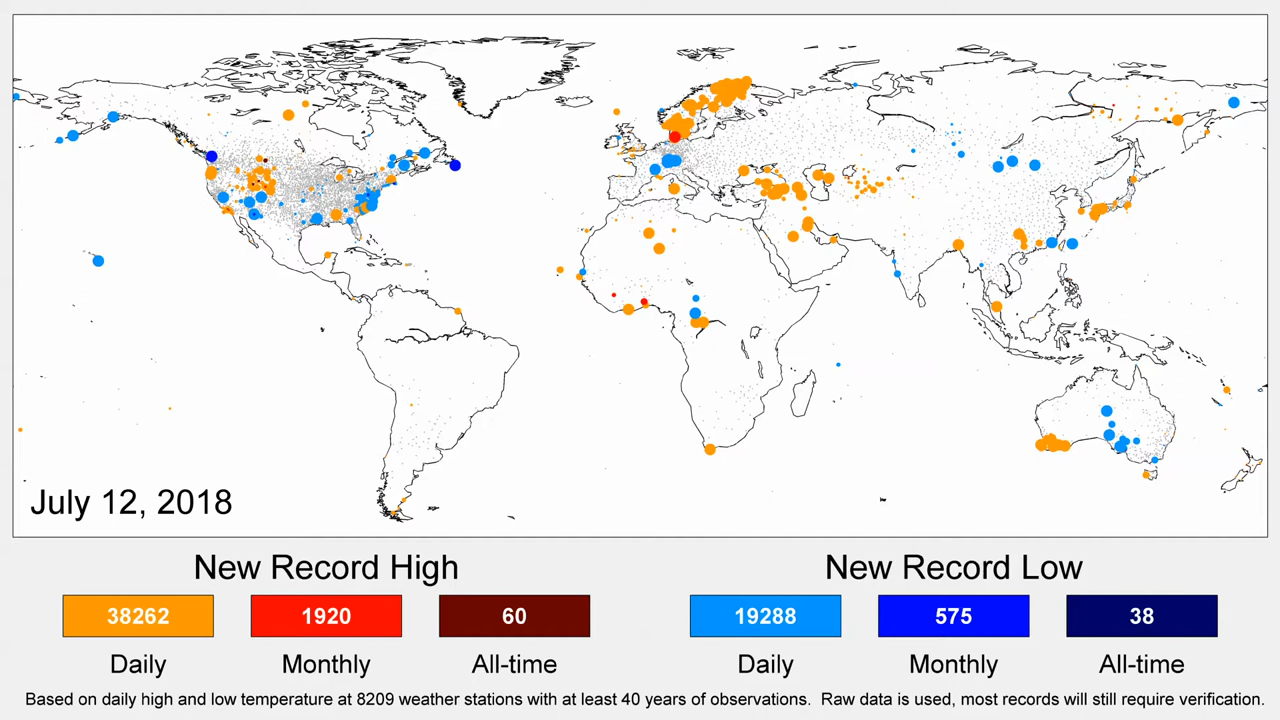 July 12, 2018
New Record High
New Record Low
38262
1920
60
19288
575
38
Daily
Monthly
All-time
Daily
Monthly
All-time
Based on daily high and low temperature at 8209 weather stations with at least 40 years of observations.  Raw data is used, most records will still require verification.